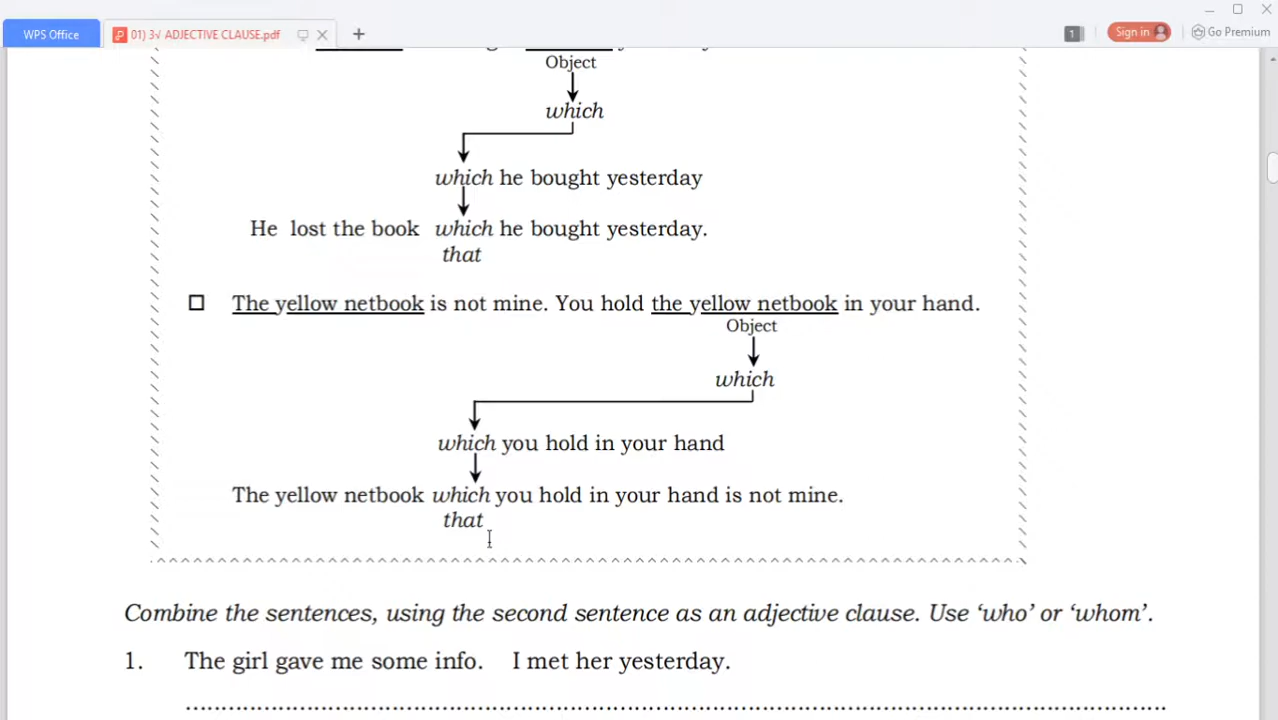 WPS Office
01) 3√ ADJECTIVE CLAUSE.pdf
1
Sign in
Go Premium
Object
which
which he bought yesterday
He lost the book which he bought yesterday.
that
The yellow netbook is not mine. You hold the yellow netbook in your hand.
Object
which
which you hold in your hand
The yellow netbook which you hold in your hand is not mine.
that
Combine the sentences, using the second sentence as an adjective clause. Use ‘who’ or ‘whom’.
1. The girl gave me some info. I met her yesterday.